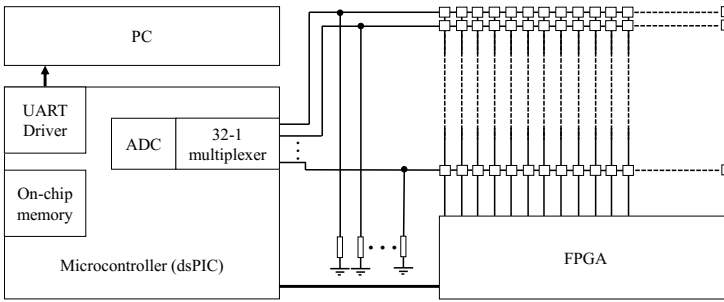 PC
UART
Driver
ADC
32-1
multiplexer
On-chip
memory
Microcontroller (dsPIC)
FPGA